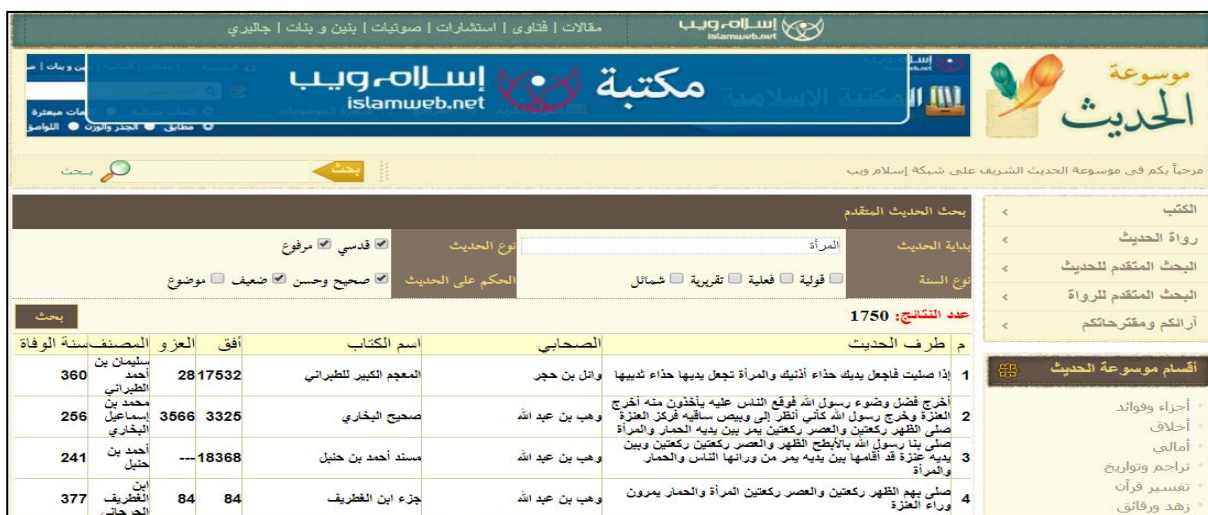 إسلام ويب
islamweb.net
مقالات | فتاوى | استشارات | صوتيات | بنين و بنات | جاليري
موسوعة
الحديث
مكتبة إسلام ويب
islamweb.net
المكتبة الإسلامية
مطابق الجذر والوزن اللواصق
مرحباً بكم فى موسوعة الحديث الشريف على شبكة إسلام ويب
بحث
بـحث
الكتب
رواة الحديث
البحث المتقدم للحديث
البحث المتقدم للرواة
آرائكم ومقترحاتكم
أقسام موسوعة الحديث
أجزاء وفوائد
أخلاق
أمالي
تراجم وتواريخ
تفسير قرآن
زهد ورقائق
بحث الحديث المتقدم
بداية الحديث المرأة نوع الحديث قدسي مرفوع
نوع السنة قولية فعلية تقريرية شمائل الحكم على الحديث صحيح وحسن ضعيف موضوع
عدد النتائج: 1750
بحث
م طرف الحديث الصحابي اسم الكتاب أفق العزو المصنف سنة الوفاة
1 إذا صليت فاجعل يديك حذاء أذنيك والمرأة تجعل يديها حذاء ثدييها وائل بن حجر المعجم الكبير للطبراني 17532 28 سليمان بن أحمد الطبراني 360
2 أخرج فضل وضوء رسول الله فوقع الناس عليه يأخذون منه أخرج
العنزة وخرج رسول الله كأني أنظر إلى وبيص ساقيه فركز العنزة
صلى الظهر ركعتين والعصر ركعتين يمر بين يديه الحمار والمرأة
وهب بن عبد الله صحيح البخاري 3325 3566 محمد بن إسماعيل البخاري 256
3 صلى بنا رسول الله بالأبطح الظهر والعصر ركعتين ركعتين وبين
يديه عنزة قد أقامها بين يديه يمر من ورائها الناس والحمار
والمرأة
وهب بن عبد الله مسند أحمد بن حنبل 18368 --- أحمد بن حنبل 241
4 صلى بهم الظهر ركعتين والعصر ركعتين المرأة والحمار يمرون
وراء العنزة
وهب بن عبد الله جزء ابن الغطريف 84 84 ابن الغطريف الجرجاني 377